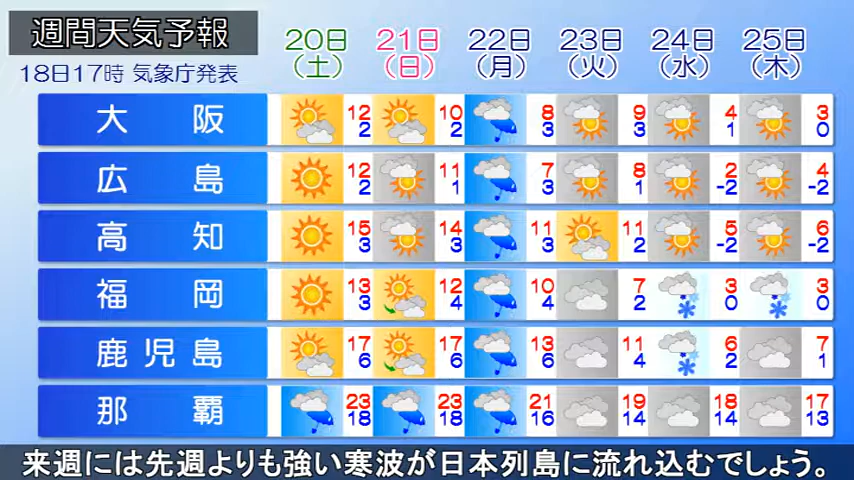 週間天気予報
18日17時 気象庁発表
20日 21日 22日 23日 24日 25日
(土) (日) (月) (火) (水) (木)
大阪 12 2 10 2 8 3 9 3 4 1 3 0
広島 12 2 11 1 7 3 8 1 2 -2 4 -2
高知 15 3 14 3 11 3 11 2 5 -2 6 -2
福岡 13 3 12 4 10 4 7 2 3 0 3 0
鹿児島 17 6 17 6 13 6 11 4 6 2 7 1
那覇 23 18 23 18 21 16 19 14 18 14 17 13
来週には先週よりも強い寒波が日本列島に流れ込むでしょう。